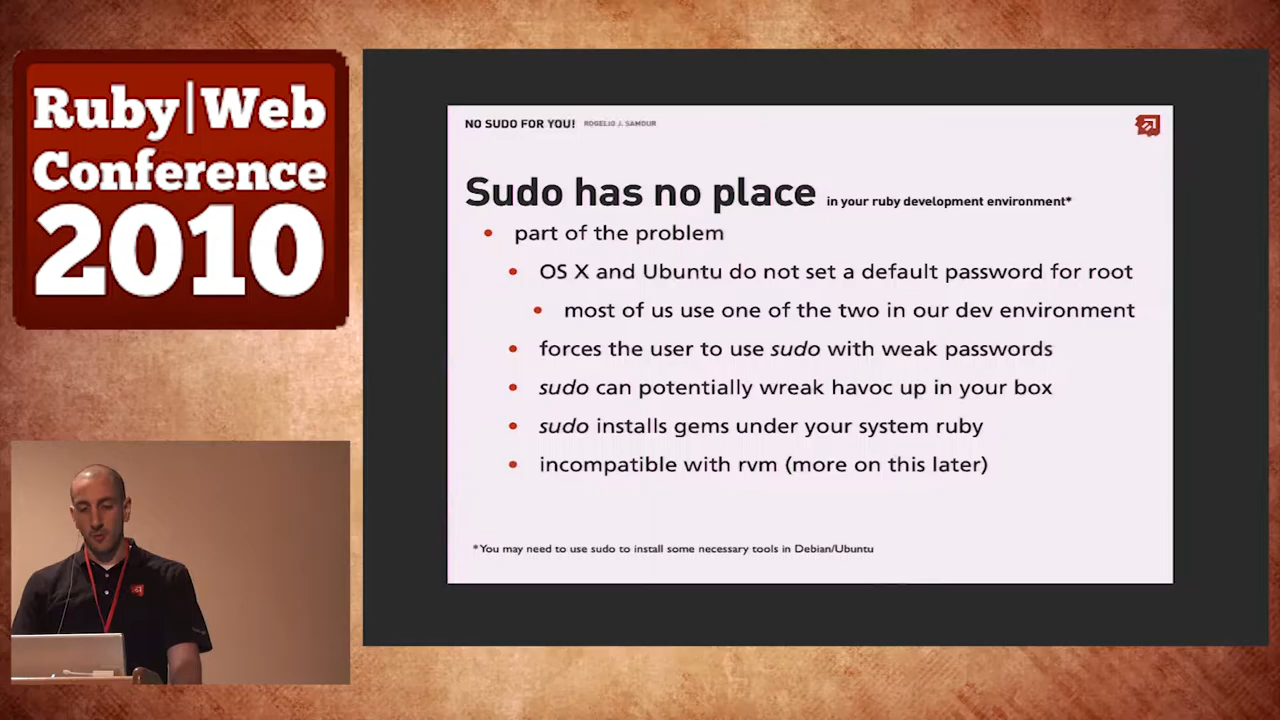 Ruby|Web
Conference
2010
NO SUDO FOR YOU! ROGELIO J. SAMOUR
Sudo has no place in your ruby development environment*
• part of the problem
• OS X and Ubuntu do not set a default password for root
• most of us use one of the two in our dev environment
• forces the user to use sudo with weak passwords
• sudo can potentially wreak havoc up in your box
• sudo installs gems under your system ruby
• incompatible with rvm (more on this later)
*You may need to use sudo to install some necessary tools in Debian/Ubuntu